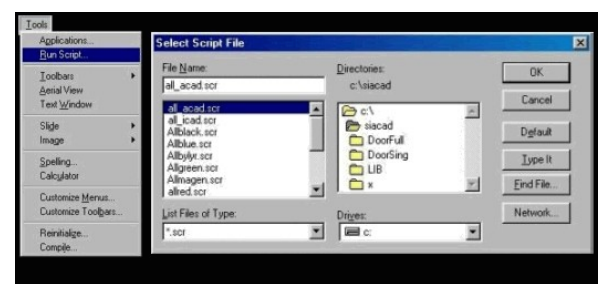 Tools
Applications...
Run Script...
Toolbars
Aerial View
Text Window
Slide
Image
Spelling...
Calculator
Customize Menus...
Customize Toolbars...
Reinitialize...
Compile...
Select Script File
File Name:
all_acad.scr
all_acad.scr
all_icad.scr
Allblack.scr
Allblue.scr
Allbylyr.scr
Allgreen.scr
Allmagen.scr
allred.scr
List Files of Type:
*.scr
Directories:
c:\siacad
c:\
siacad
DoorFull
DoorSing
LIB
x
Drives:
c:
OK
Cancel
Default
Type It
Find File...
Network...